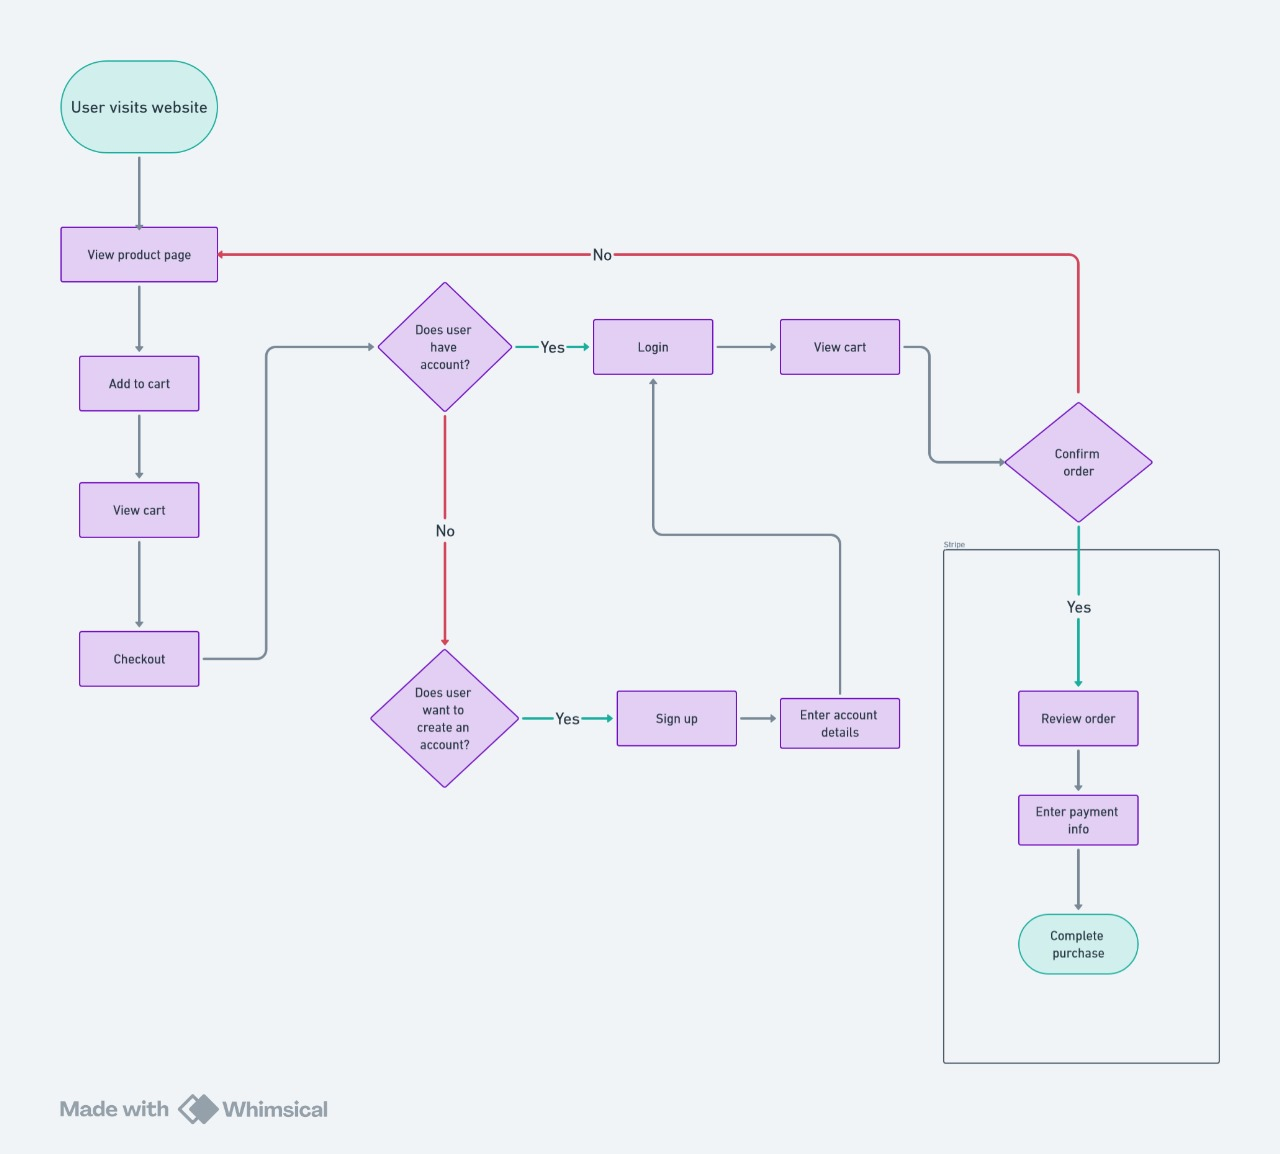 User visits website
View product page
No
Does user
have
account?
Yes
Login
View cart
Add to cart
Confirm
order
View cart
No
Stripe
Yes
Checkout
Does user
want to
create an
account?
Yes
Sign up
Enter account
details
Review order
Enter payment
info
Complete
purchase
Made with Whimsical